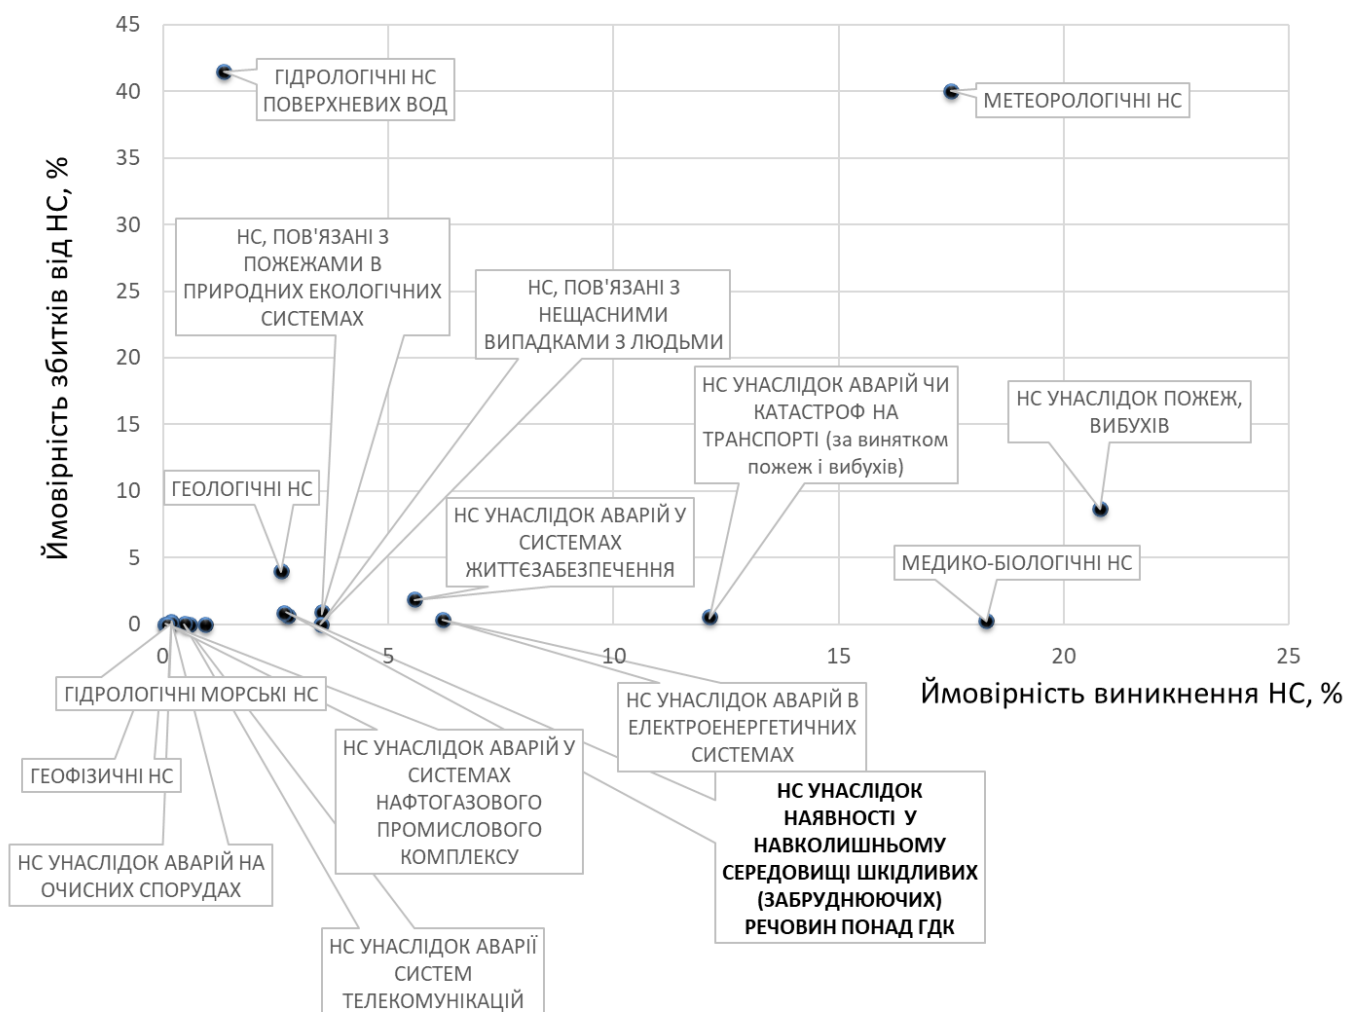 45
40
35
30
25
20
15
10
5
0
Ймовірність збитків від НС, %
ГІДРОЛОГІЧНІ НС
ПОВЕРХНЕВИХ ВОД
МЕТЕОРОЛОГІЧНІ НС
НС, ПОВ'ЯЗАНІ З
ПОЖЕЖАМИ В
ПРИРОДНИХ ЕКОЛОГІЧНИХ
СИСТЕМАХ
НС, ПОВ'ЯЗАНІ З
НЕЩАСНИМИ
ВИПАДКАМИ З ЛЮДЬМИ
НС УНАСЛІДОК АВАРІЙ ЧИ
КАТАСТРОФ НА
ТРАНСПОРТІ (за винятком
пожеж і вибухів)
НС УНАСЛІДОК ПОЖЕЖ,
ВИБУХІВ
ГЕОЛОГІЧНІ НС
НС УНАСЛІДОК АВАРІЙ У
СИСТЕМАХ
ЖИТТЄЗАБЕЗПЕЧЕННЯ
МЕДИКО-БІОЛОГІЧНІ НС
0 5 10 15 20 25
Ймовірність виникнення НС, %
ГІДРОЛОГІЧНІ МОРСЬКІ НС
НС УНАСЛІДОК АВАРІЙ В
ЕЛЕКТРОЕНЕРГЕТИЧНИХ
СИСТЕМАХ
ГЕОФІЗИЧНІ НС
НС УНАСЛІДОК АВАРІЙ У
СИСТЕМАХ
НАФТОГАЗОВОГО
ПРОМИСЛОВОГО
КОМПЛЕКСУ
НС УНАСЛІДОК
НАЯВНОСТІ У
НАВКОЛИШНЬОМУ
СЕРЕДОВИЩІ ШКІДЛИВИХ
(ЗАБРУДНЮЮЧИХ)
РЕЧОВИН ПОНАД ГДК
НС УНАСЛІДОК АВАРІЙ НА
ОЧИСНИХ СПОРУДАХ
НС УНАСЛІДОК АВАРІЇ
СИСТЕМ
ТЕЛЕКОМУНІКАЦІЙ